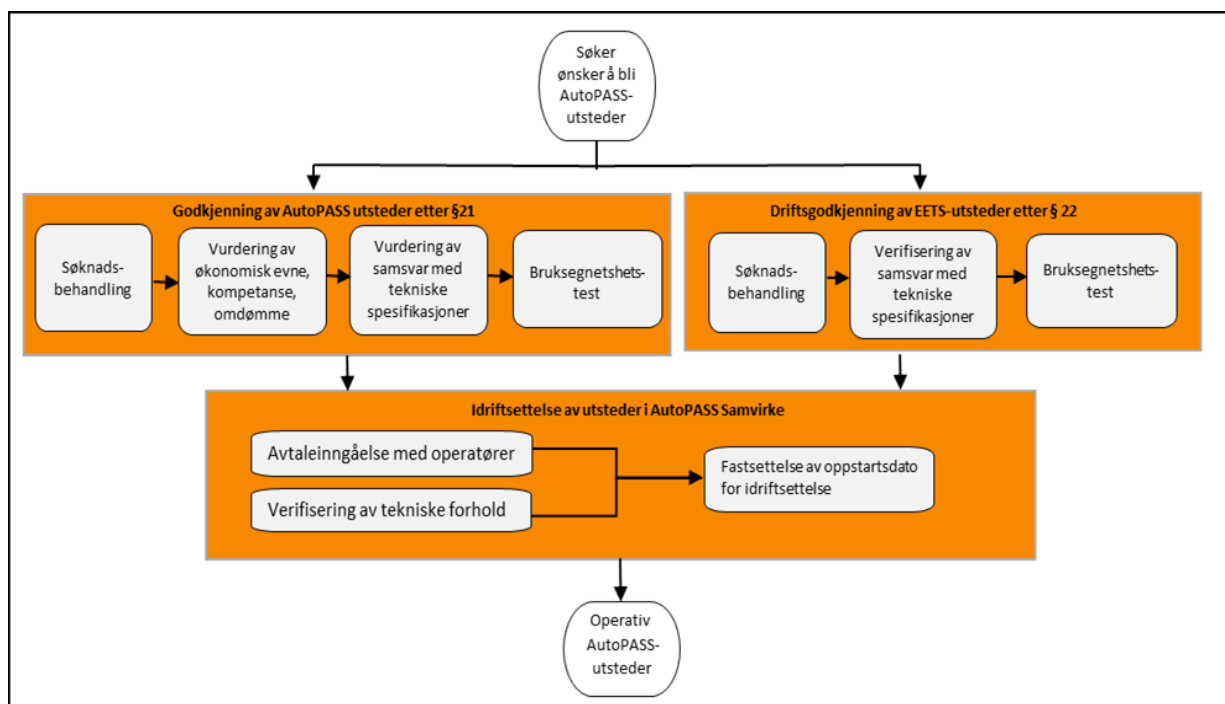 Søker
ønsker å bli
AutoPASS-
utsteder
Godkjenning av AutoPASS utsteder etter §21
Søknads-
behandling
Vurdering av
økonomisk evne,
kompetanse,
omdømme
Vurdering av
samsvar med
tekniske
spesifikasjoner
Bruksegnetshets-
test
Driftsgodkjenning av EETS-utsteder etter § 22
Søknads-
behandling
Verifisering av
samsvar med
tekniske
spesifikasjoner
Bruksegnetshets-
test
Idriftsettelse av utsteder i AutoPASS Samvirke
Avtaleinngåelse med operatører
Verifisering av tekniske forhold
Fastsettelse av oppstartsdato
for idriftsettelse
Operativ
AutoPASS-
utsteder